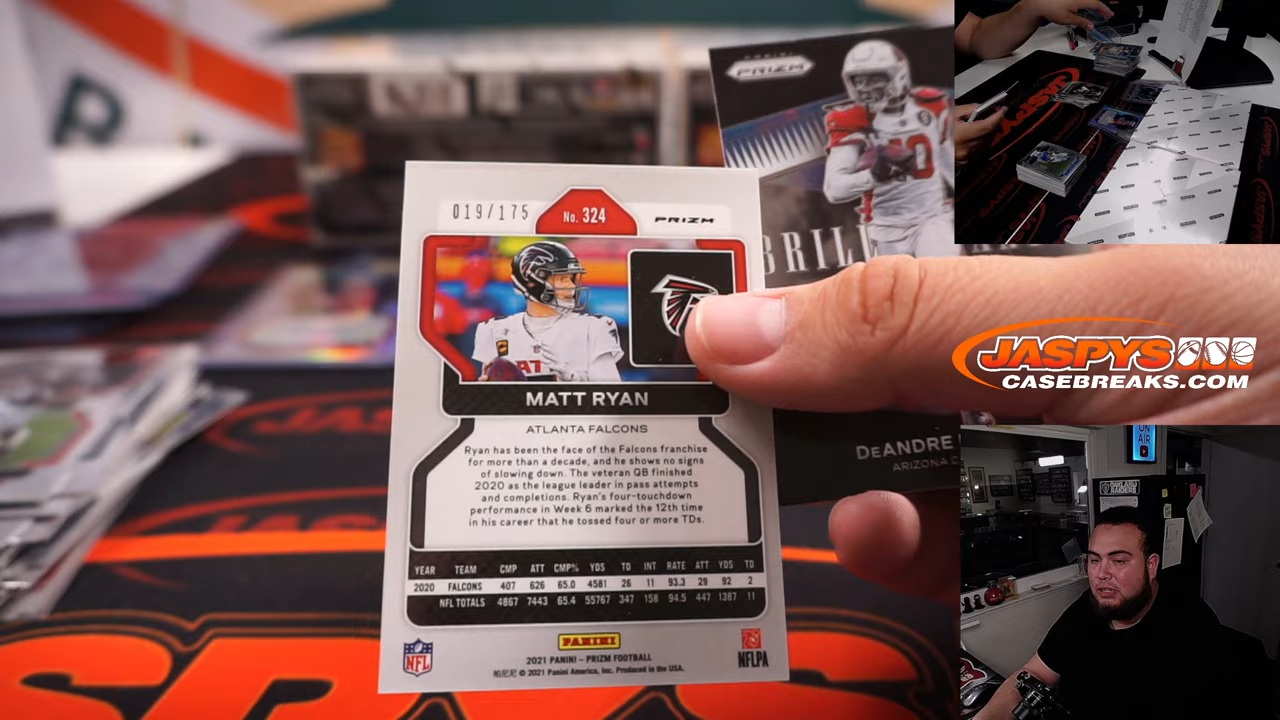 019/175
No. 324
PRIZM
MATT RYAN
ATLANTA FALCONS
Ryan has been the face of the Falcons franchise
for more than a decade, and he shows no signs
of slowing down. The veteran QB finished
2020 as the league leader in pass attempts
and completions. Ryan's four-touchdown
performance in Week 6 marked the 12th time
in his career that he tossed four or more TDs.
YEAR TEAM CMP ATT CMP% YDS TD INT RATE ATT YDS TD
2020 FALCONS 407 626 65.0 4581 26 11 93.3 29 92 2
NFL TOTALS 4867 7443 65.4 55767 347 158 94.5 447 1387 11
NFL
PANINI
NFLPA
2021 PANINI – PRIZM FOOTBALL
帕尼尼 © 2021 Panini America, Inc. Produced in the USA.
PANINI
PRIZM
BRILL
DEANDRE
ARIZONA
JASPYS
CASEBREAKS.COM
ON
AIR
OAKLAND
RAIDERS